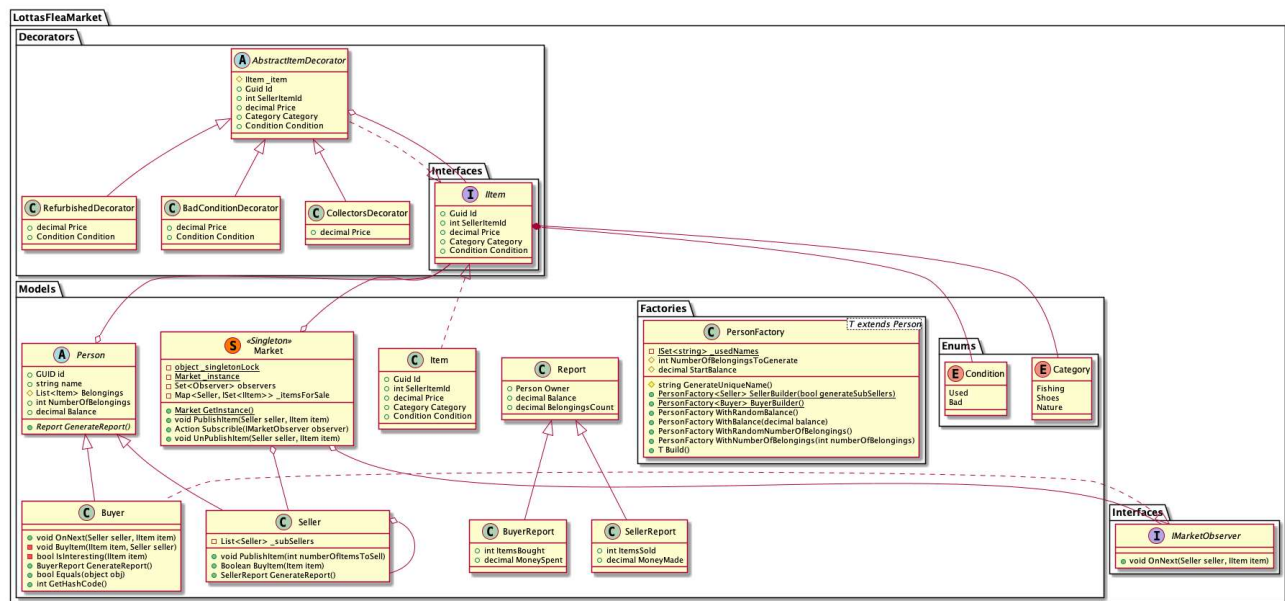 LottasFleaMarket
Decorators
A AbstractItemDecorator
IItem _item
Guid Id
int SellerItemId
decimal Price
Category Category
Condition Condition
C RefurbishedDecorator
decimal Price
Condition Condition
C BadConditionDecorator
decimal Price
Condition Condition
C CollectorsDecorator
decimal Price
Interfaces
I IItem
Guid Id
int SellerItemId
decimal Price
Category Category
Condition Condition
Models
A Person
GUID id
string name
List<Item> Belongings
int NumberOfBelongings
decimal Balance
Report GenerateReport()
S «Singleton»
Market
object _singletonLock
Market _instance
Set<Observer> observers
Map<Seller, ISet<IItem>> _itemsForSale
Market GetInstance()
void PublishItem(Seller seller, IItem item)
Action Subscrible(IMarketObserver observer)
void UnPublishItem(Seller seller, IItem item)
C Item
Guid Id
int SellerItemId
decimal Price
Category Category
Condition Condition
C Report
Person Owner
decimal Balance
decimal BelongingsCount
Factories
C PersonFactory
T extends Person
ISet<string> _usedNames
int NumberOfBelongingsToGenerate
decimal StartBalance
string GenerateUniqueName()
PersonFactory<Seller> SellerBuilder(bool generateSubSellers)
PersonFactory<Buyer> BuyerBuilder()
PersonFactory WithRandomBalance()
PersonFactory WithBalance(decimal balance)
PersonFactory WithRandomNumberOfBelongings()
PersonFactory WithNumberOfBelongings(int numberOfBelongings)
T Build()
Enums
E Condition
Used
Bad
E Category
Fishing
Shoes
Nature
C Buyer
void OnNext(Seller seller, IItem item)
void BuyItem(IItem item, Seller seller)
bool IsInteresting(IItem item)
BuyerReport GenerateReport()
bool Equals(object obj)
int GetHashCode()
C Seller
List<Seller> _subSellers
void PublishItem(int numberOfItemsToSell)
Boolean BuyItem(Item item)
SellerReport GenerateReport()
C BuyerReport
int ItemsBought
decimal MoneySpent
C SellerReport
int ItemsSold
decimal MoneyMade
Interfaces
I IMarketObserver
void OnNext(Seller seller, IItem item)